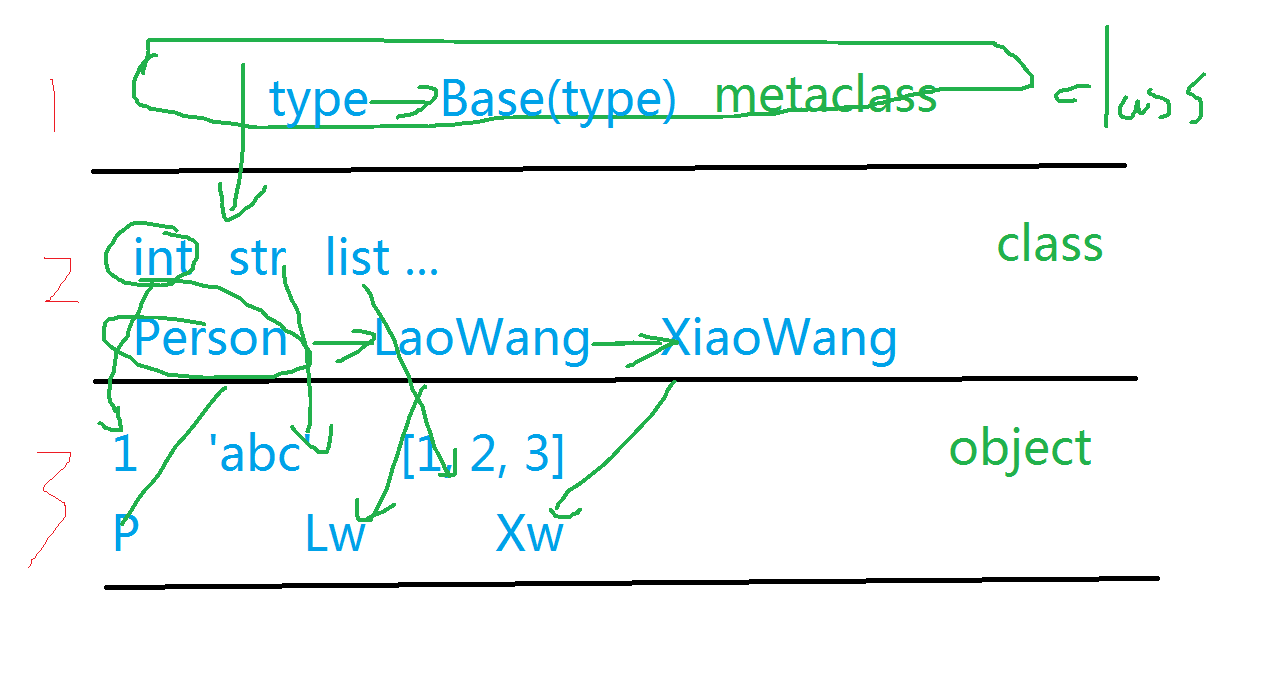 1 type Base(type) metaclass class
2 int str list ... class
Person LaoWang XiaoWang
3 1 'abc' [1, 2, 3] object
P Lw Xw